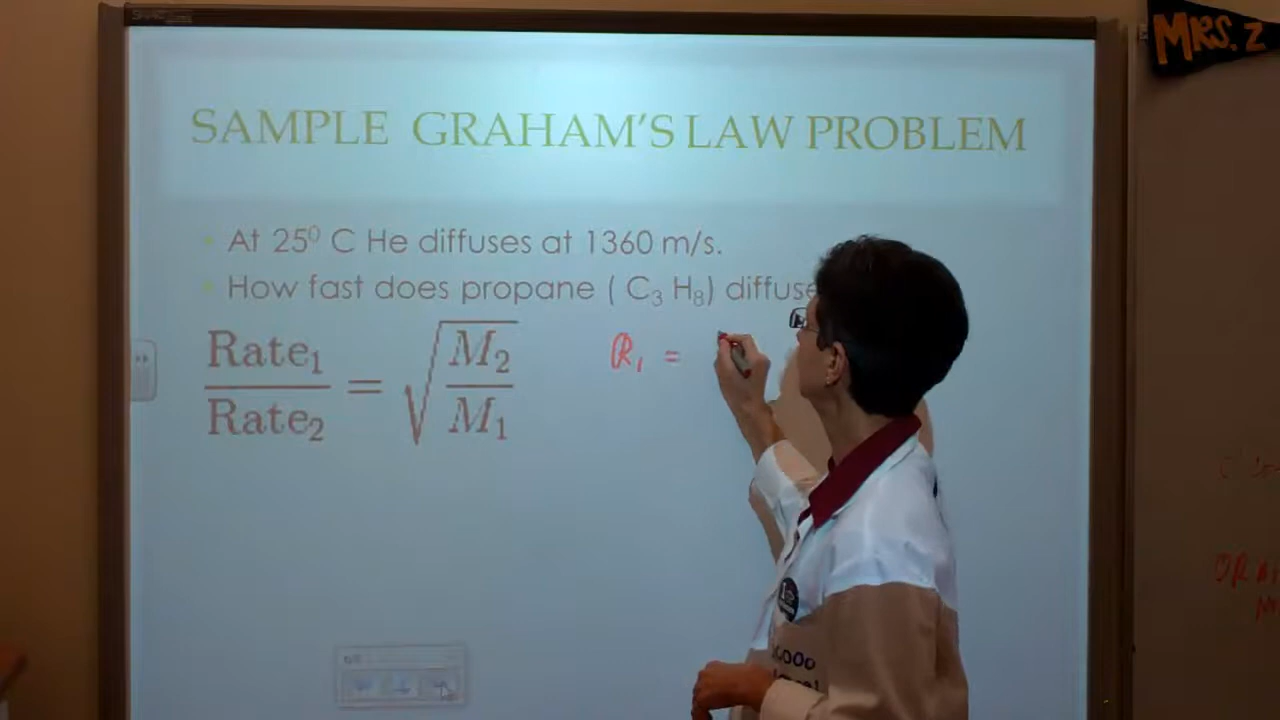 MRS. Z
SAMPLE GRAHAM'S LAW PROBLEM
• At 25⁰ C He diffuses at 1360 m/s.
• How fast does propane ( C₃ H₈) diffuse
Rate₁ / Rate₂ = √(M₂ / M₁)
R₁ =